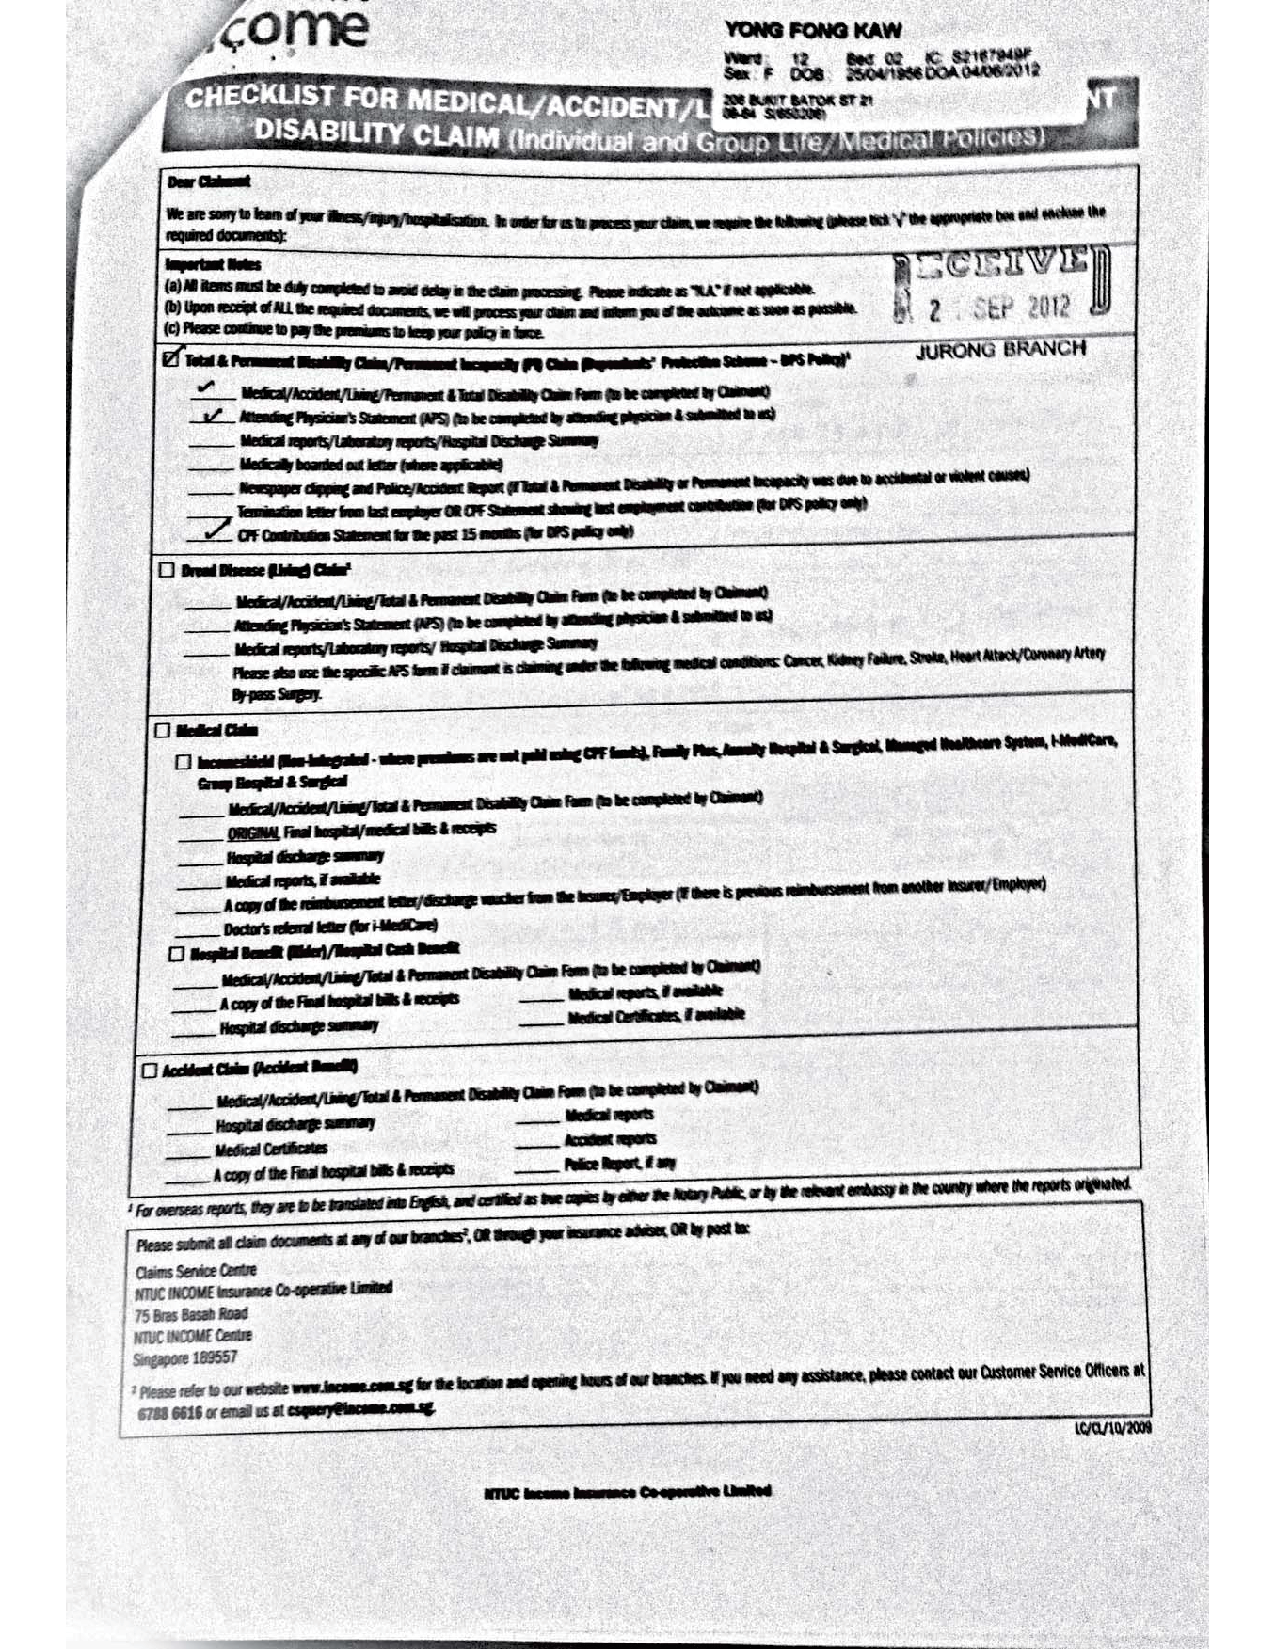 come
YONG FONG KAW
Ward : 12 Bed 02 IC S2167949F
Sex : F DOB : 25/04/1956 DOA 04/06/2012
206 BUKIT BATOK ST 21
CHECKLIST FOR MEDICAL/ACCIDENT/L NT
DISABILITY CLAIM (Individual and Group Life/Medical Policies)
Dear Claimant
We are sorry to learn of your illness/injury/hospitalisation. In order for us to process your claim, we require the following (please tick '√' the appropriate box and enclose the
required documents):
Important Notes
(a) All items must be duly completed to avoid delay in the claim processing. Please indicate as "N.A." if not applicable.
(b) Upon receipt of ALL the required documents, we will process your claim and inform you of the outcome as soon as possible.
(c) Please continue to pay the premiums to keep your policy in force.
RECEIVED
2 SEP 2012
JURONG BRANCH
Total & Permanent Disability Claim/Permanent Incapacity (PI) Claim (Dependants' Protection Scheme - DPS Policy)¹
Medical/Accident/Living/Permanent & Total Disability Claim Form (to be completed by Claimant)
Attending Physician's Statement (APS) (to be completed by attending physician & submitted to us)
Medical reports/Laboratory reports/Hospital Discharge Summary
Medically boarded out letter (where applicable)
Newspaper clipping and Police/Accident Report (if Total & Permanent Disability or Permanent Incapacity was due to accidental or violent causes)
Termination letter from last employer OR CPF Statement showing last employment contribution (for DPS policy only)
CPF Contribution Statement for the past 15 months (for DPS policy only)
Dread Disease (Living) Claim¹
Medical/Accident/Living/Total & Permanent Disability Claim Form (to be completed by Claimant)
Attending Physician's Statement (APS) (to be completed by attending physician & submitted to us)
Medical reports/Laboratory reports/ Hospital Discharge Summary
Please also use the specific APS form if claimant is claiming under the following medical conditions: Cancer, Kidney Failure, Stroke, Heart Attack/Coronary Artery
By-pass Surgery.
Medical Claim
Incomeshield (Non-Integrated - where premiums are not paid using CPF funds), Family Plus, Annuity Hospital & Surgical, Managed Healthcare System, I-MediCare,
Group Hospital & Surgical
Medical/Accident/Living/Total & Permanent Disability Claim Form (to be completed by Claimant)
ORIGINAL Final hospital/medical bills & receipts
Hospital discharge summary
Medical reports, if available
A copy of the reimbursement letter/discharge voucher from the Insurer/Employer (if there is previous reimbursement from another Insurer/Employer)
Doctor's referral letter (for i-MediCare)
Hospital Benefit (Rider)/Hospital Cash Benefit
Medical/Accident/Living/Total & Permanent Disability Claim Form (to be completed by Claimant)
A copy of the Final hospital bills & receipts Medical reports, if available
Hospital discharge summary Medical Certificates, if available
Accident Claim (Accident Benefit)
Medical/Accident/Living/Total & Permanent Disability Claim Form (to be completed by Claimant)
Hospital discharge summary Medical reports
Medical Certificates Accident reports
A copy of the Final hospital bills & receipts Police Report, if any
¹ For overseas reports, they are to be translated into English, and certified as true copies by either the Notary Public, or by the relevant embassy in the country where the reports originated.
Please submit all claim documents at any of our branches², OR through your insurance adviser, OR by post to:
Claims Service Centre
NTUC INCOME Insurance Co-operative Limited
75 Bras Basah Road
NTUC INCOME Centre
Singapore 189557
² Please refer to our website www.income.com.sg for the location and opening hours of our branches. If you need any assistance, please contact our Customer Service Officers at
6788 6616 or email us at csquery@income.com.sg.
LC/CL/10/2009
NTUC Income Insurance Co-operative Limited